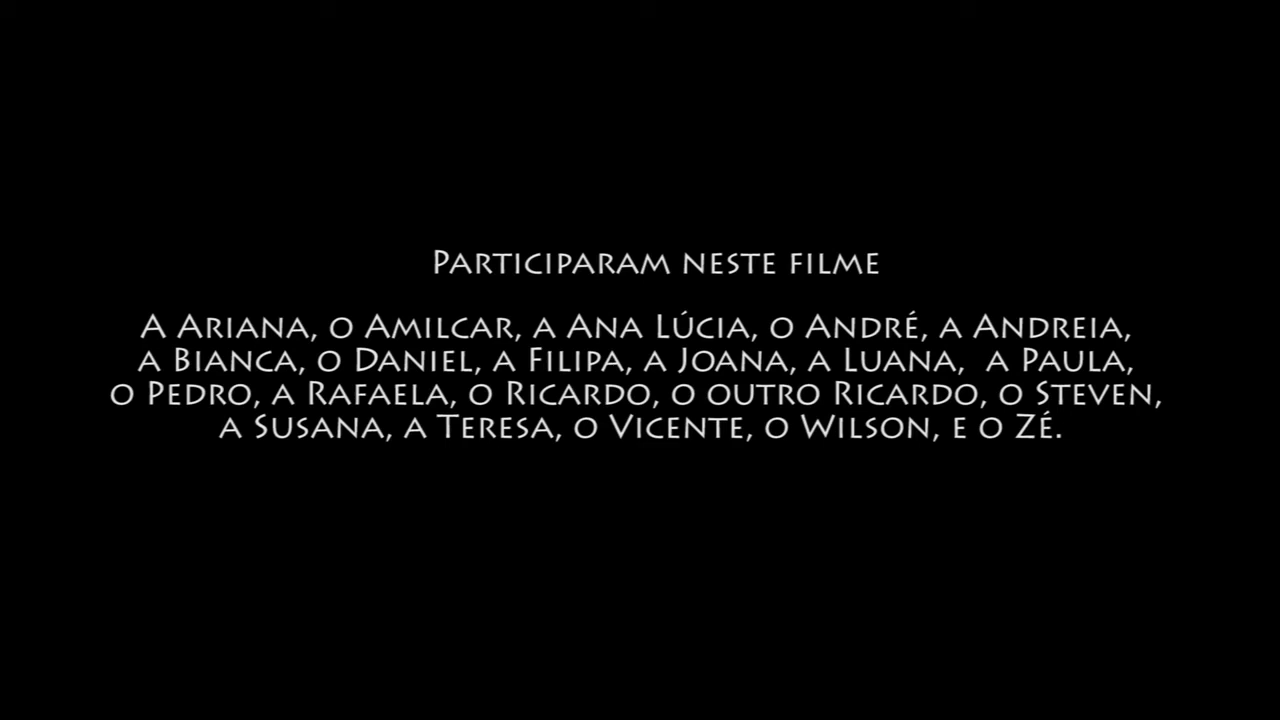 Participaram neste filme
A Ariana, o Amilcar, a Ana Lúcia, o André, a Andreia,
a Bianca, o Daniel, a Filipa, a Joana, a Luana, a Paula,
o Pedro, a Rafaela, o Ricardo, o outro Ricardo, o Steven,
a Susana, a Teresa, o Vicente, o Wilson, e o Zé.